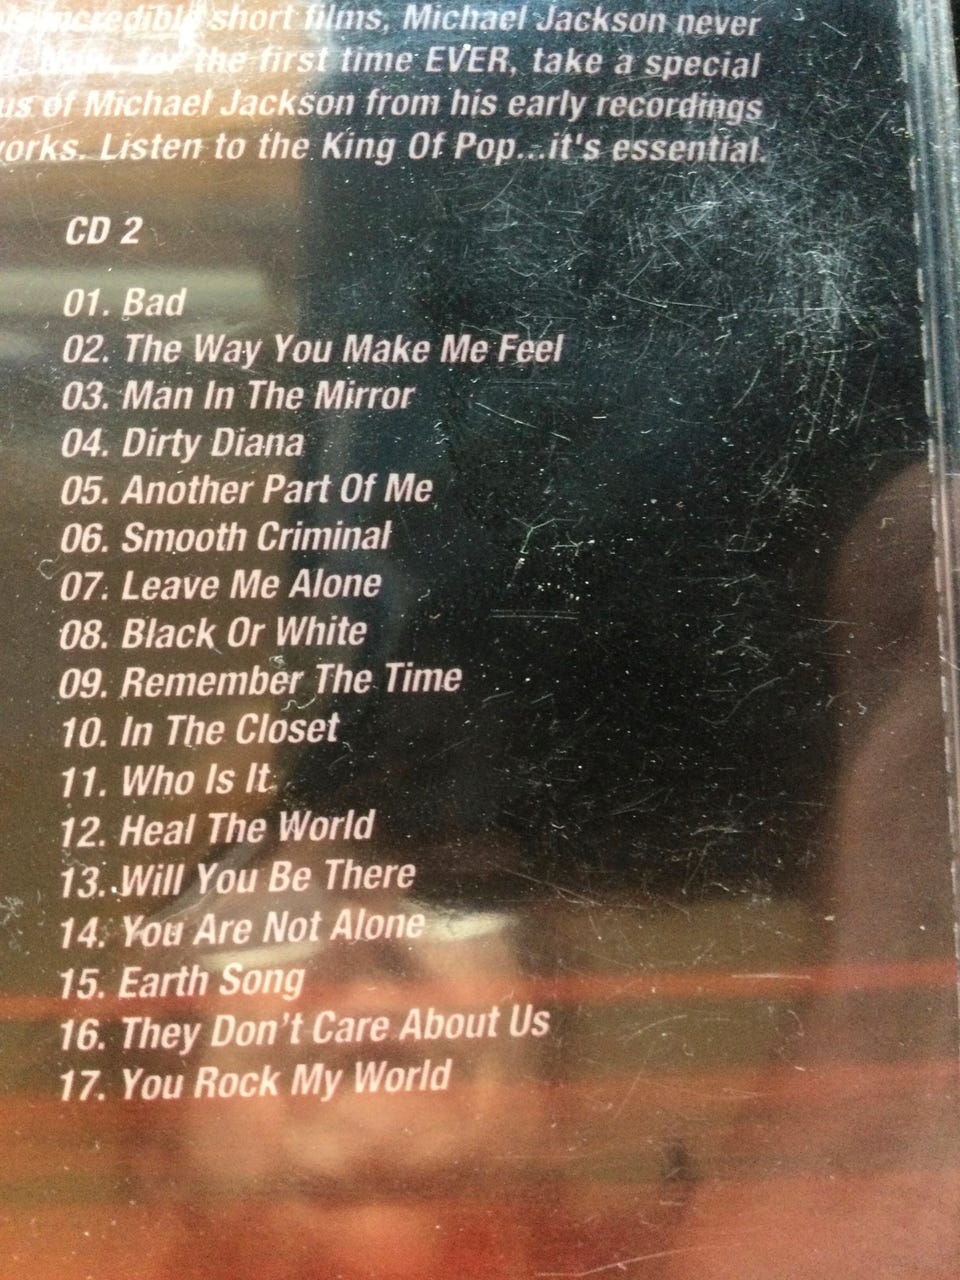 incredible short films, Michael Jackson never
Now, for the first time EVER, take a special
us of Michael Jackson from his early recordings
works. Listen to the King Of Pop...it's essential.
CD 2
01. Bad
02. The Way You Make Me Feel
03. Man In The Mirror
04. Dirty Diana
05. Another Part Of Me
06. Smooth Criminal
07. Leave Me Alone
08. Black Or White
09. Remember The Time
10. In The Closet
11. Who Is It
12. Heal The World
13. Will You Be There
14. You Are Not Alone
15. Earth Song
16. They Don't Care About Us
17. You Rock My World